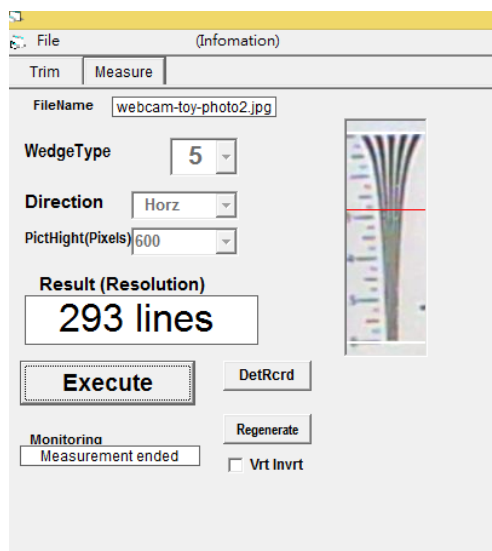 File (Infomation)
Trim Measure
FileName webcam-toy-photo2.jpg
WedgeType 5
Direction Horz
PictHight(Pixels) 600
Result (Resolution)
293 lines
Execute DetRcrd
Regenerate
Monitoring
Measurement ended
Vrt Invrt